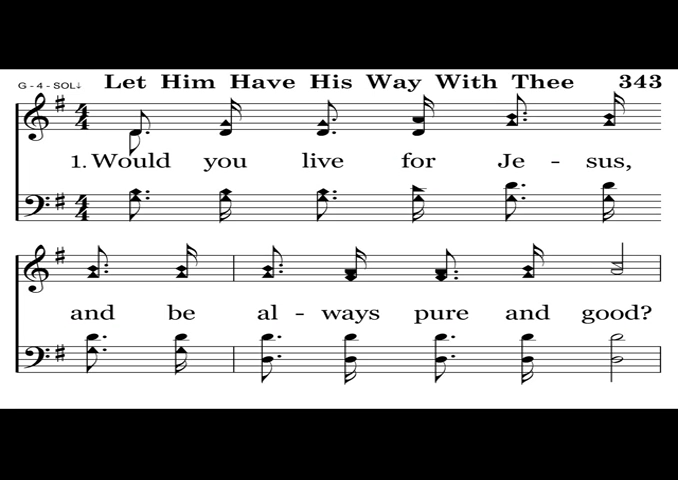 G - 4 - SOL↓ Let Him Have His Way With Thee 343
1. Would you live for Je - sus,
and be al - ways pure and good?